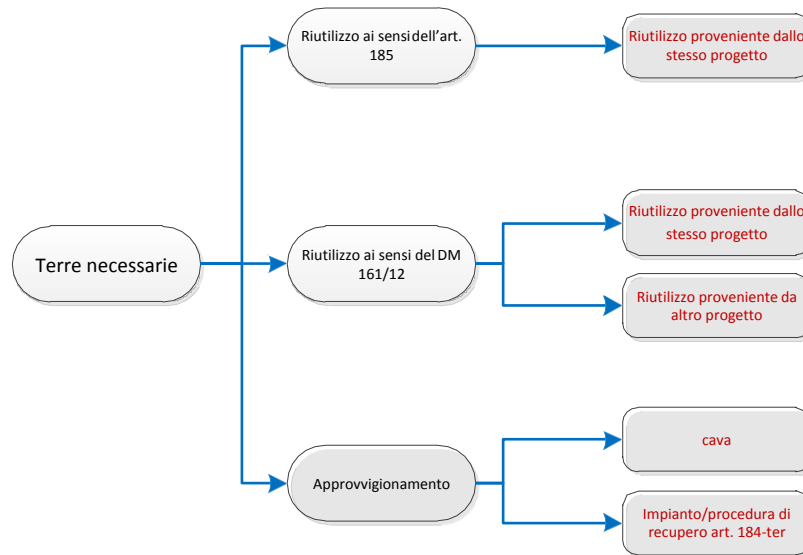 Riutilizzo ai sensi dell'art.
185
Riutilizzo proveniente dallo
stesso progetto
Terre necessarie
Riutilizzo ai sensi del DM
161/12
Riutilizzo proveniente dallo
stesso progetto
Riutilizzo proveniente da
altro progetto
Approvvigionamento
cava
Impianto/procedura di
recupero art. 184-ter